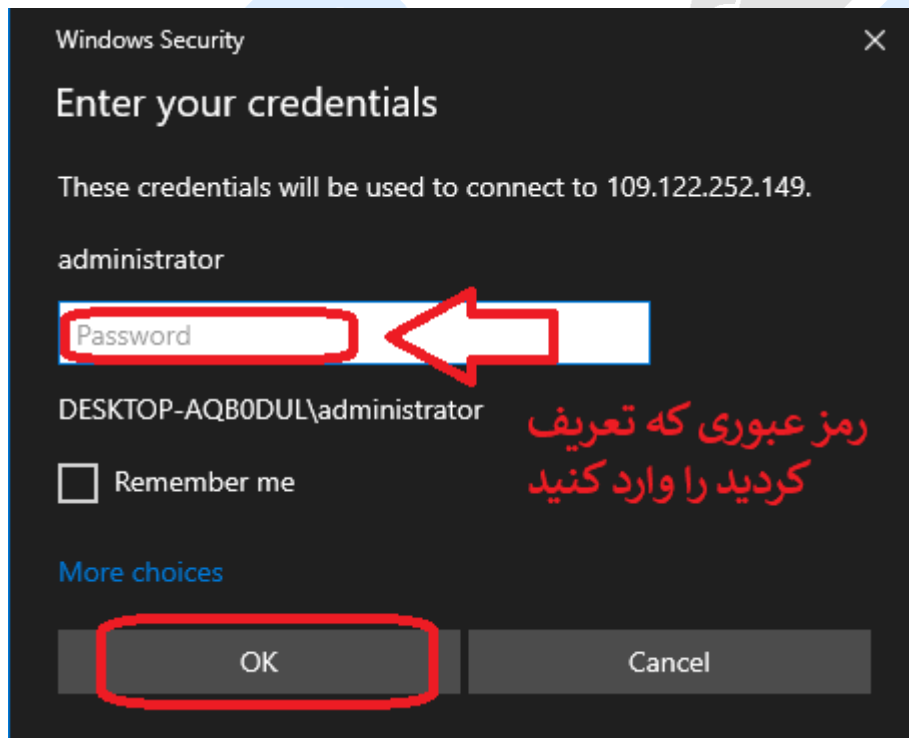 Windows Security
Enter your credentials
These credentials will be used to connect to 109.122.252.149.
administrator
Password
DESKTOP-AQB0DUL\administrator
رمز عبوری که تعریف
کردید را وارد کنید
Remember me
More choices
OK
Cancel